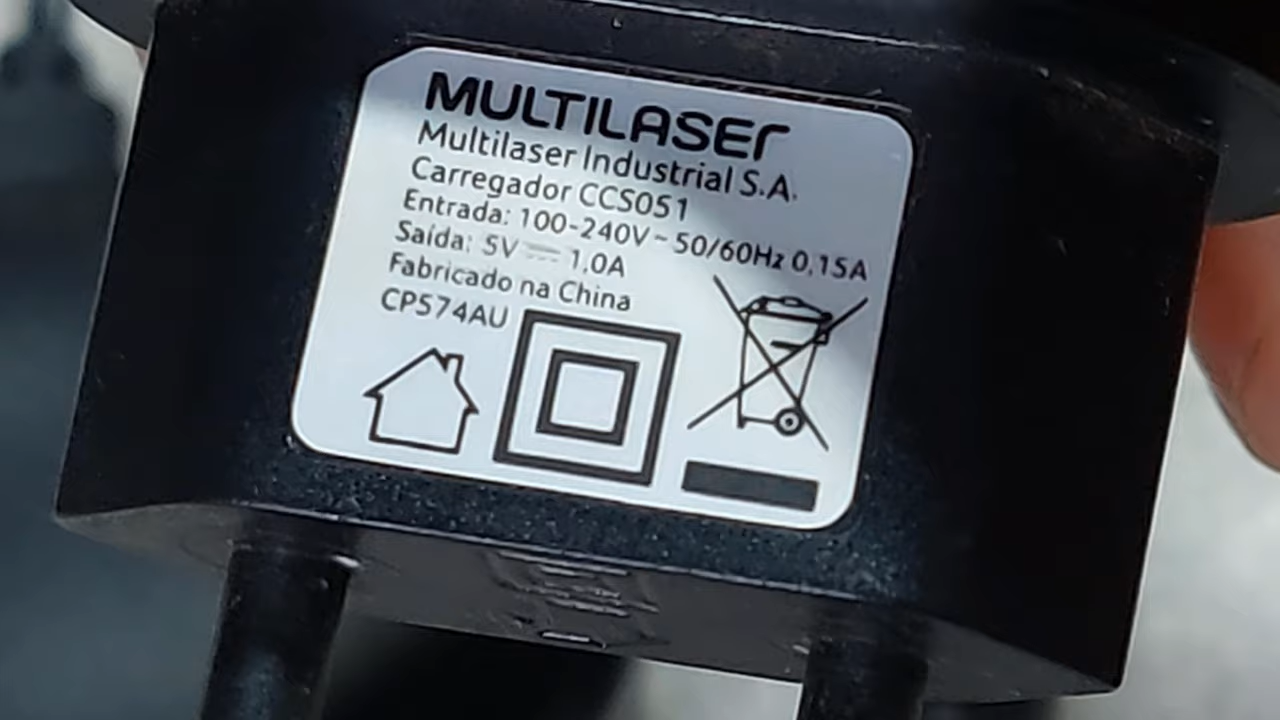 MULTILASER
Multilaser Industrial S.A.
Carregador CCS051
Entrada: 100-240V ~ 50/60Hz 0,15A
Saída: 5V ⎓ 1,0A
Fabricado na China
CP574AU